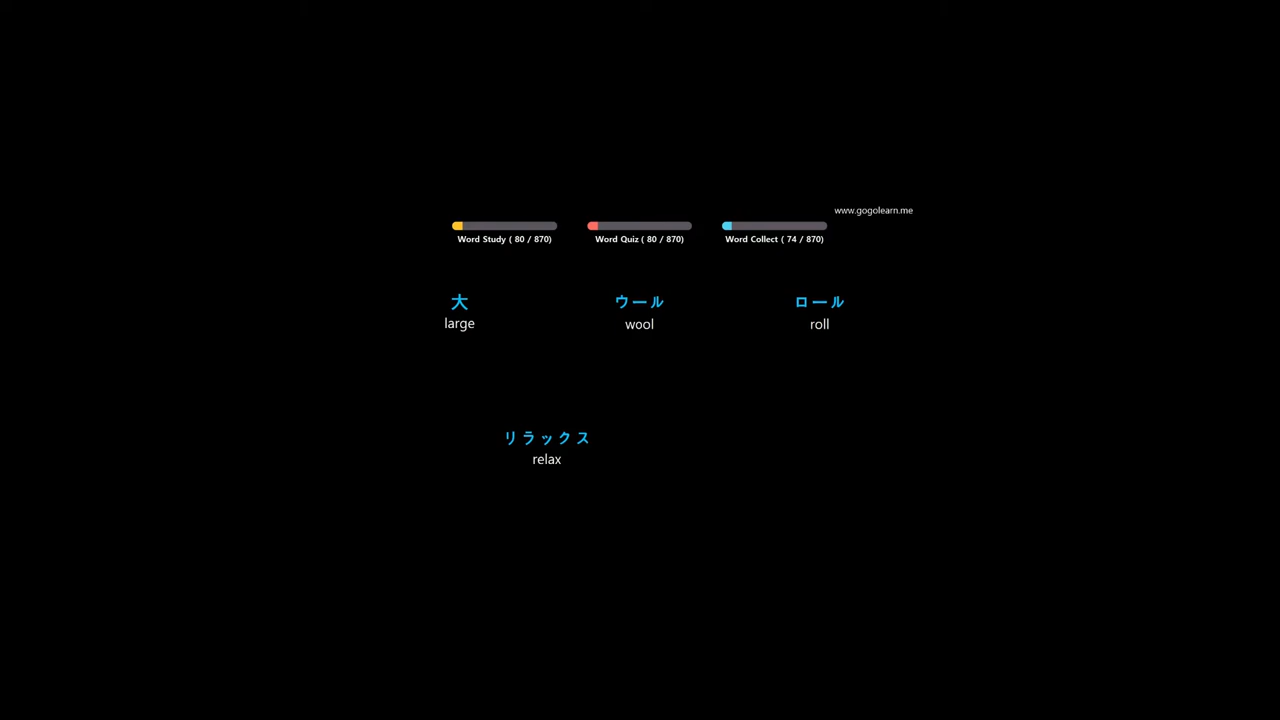 www.gogolearn.me
Word Study ( 80 / 870)
Word Quiz ( 80 / 870)
Word Collect ( 74 / 870)
大
large
ウール
wool
ロール
roll
リラックス
relax